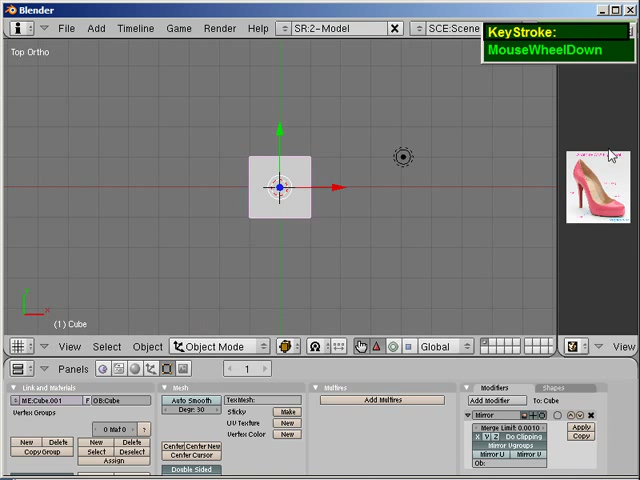 Blender
File Add Timeline Game Render Help SR:2-Model SCE:Scene
KeyStroke:
MouseWheelDown
Top Ortho
(1) Cube
View Select Object Object Mode Global View
Panels 1
Link and Materials Mesh Multires Modifiers Shapes
ME:Cube.001 F OB:Cube Auto Smooth TexMesh: Add Multires Add Modifier To: Cube
Vertex Groups Degr: 30 Sticky Make Mirror
0 Mat 0 ? UV Texture New Merge Limit: 0.0010 Apply
New Delete New Delete Center Center New Vertex Color New X Y Z Do Clipping Copy
Copy Group Select Deselect Center Cursor Mirror Vgroups
Assign Double Sided Mirror U Mirror V
Ob: